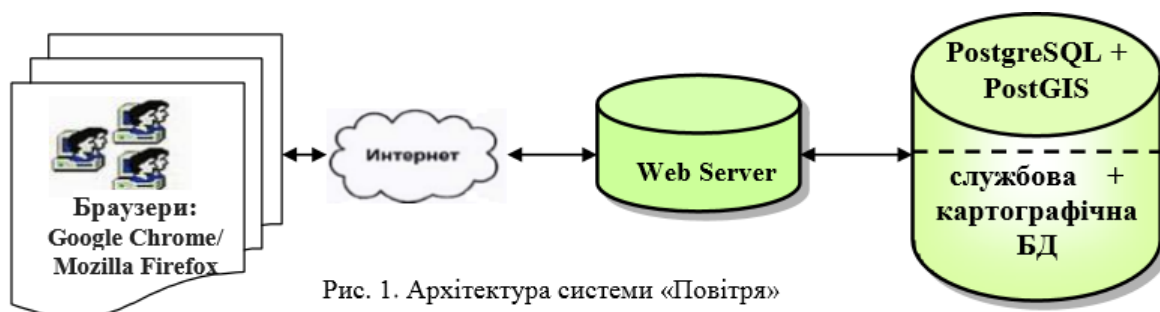 Браузери:
Google Chrome/
Mozilla Firefox
Интернет
Web Server
PostgreSQL +
PostGIS
службова +
картографічна
БД
Рис. 1. Архітектура системи «Повітря»